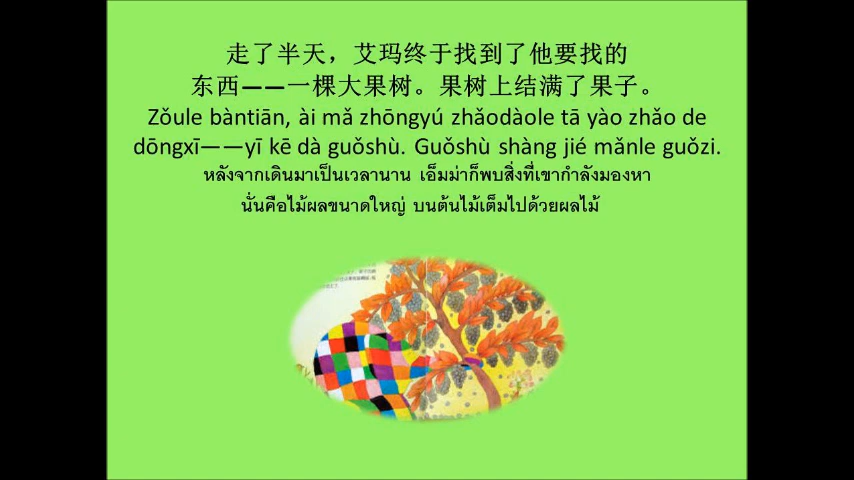 走了半天，艾玛终于找到了他要找的
东西——一棵大果树。果树上结满了果子。
Zǒule bàntiān, ài mǎ zhōngyú zhǎodàole tā yào zhǎo de
dōngxī——yī kē dà guǒshù. Guǒshù shàng jié mǎnle guǒzi.
หลังจากเดินมาเป็นเวลานาน เอ็มม่าก็พบสิ่งที่เขากำลังมองหา
นั่นคือไม้ผลขนาดใหญ่ บนต้นไม้เต็มไปด้วยผลไม้